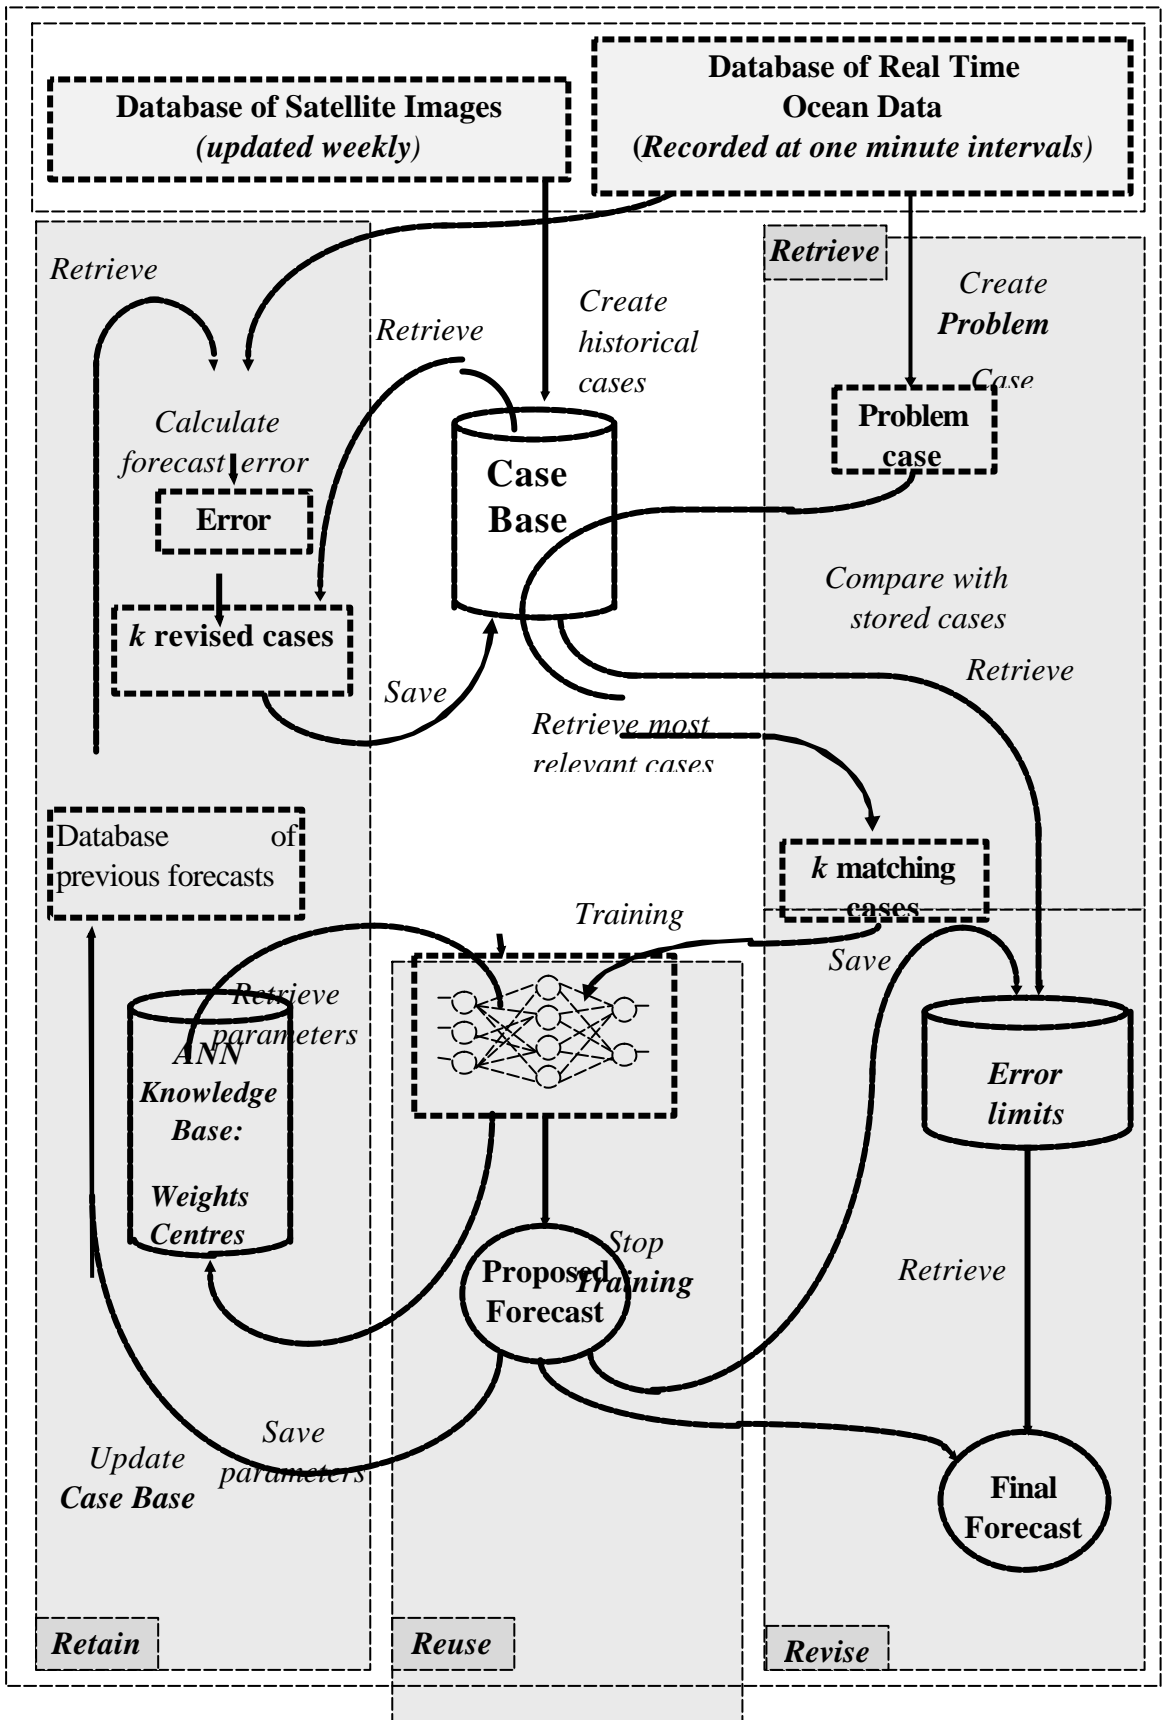 Database of Satellite Images
(updated weekly)
Database of Real Time
Ocean Data
(Recorded at one minute intervals)
Retrieve
Retrieve
Create
Problem
Case
Create
historical
cases
Retrieve
Calculate
forecast error
Error
k revised cases
Case
Base
Problem
case
Compare with
stored cases
Retrieve
Save
Retrieve most
relevant cases
Database of
previous forecasts
k matching
cases
Training
Save
Retrieve
parameters
ANN
Knowledge
Base:
Weights
Centres
Error
limits
Stop
Training
Proposed
Forecast
Retrieve
Save
parameters
Update
Case Base
Final
Forecast
Retain
Reuse
Revise